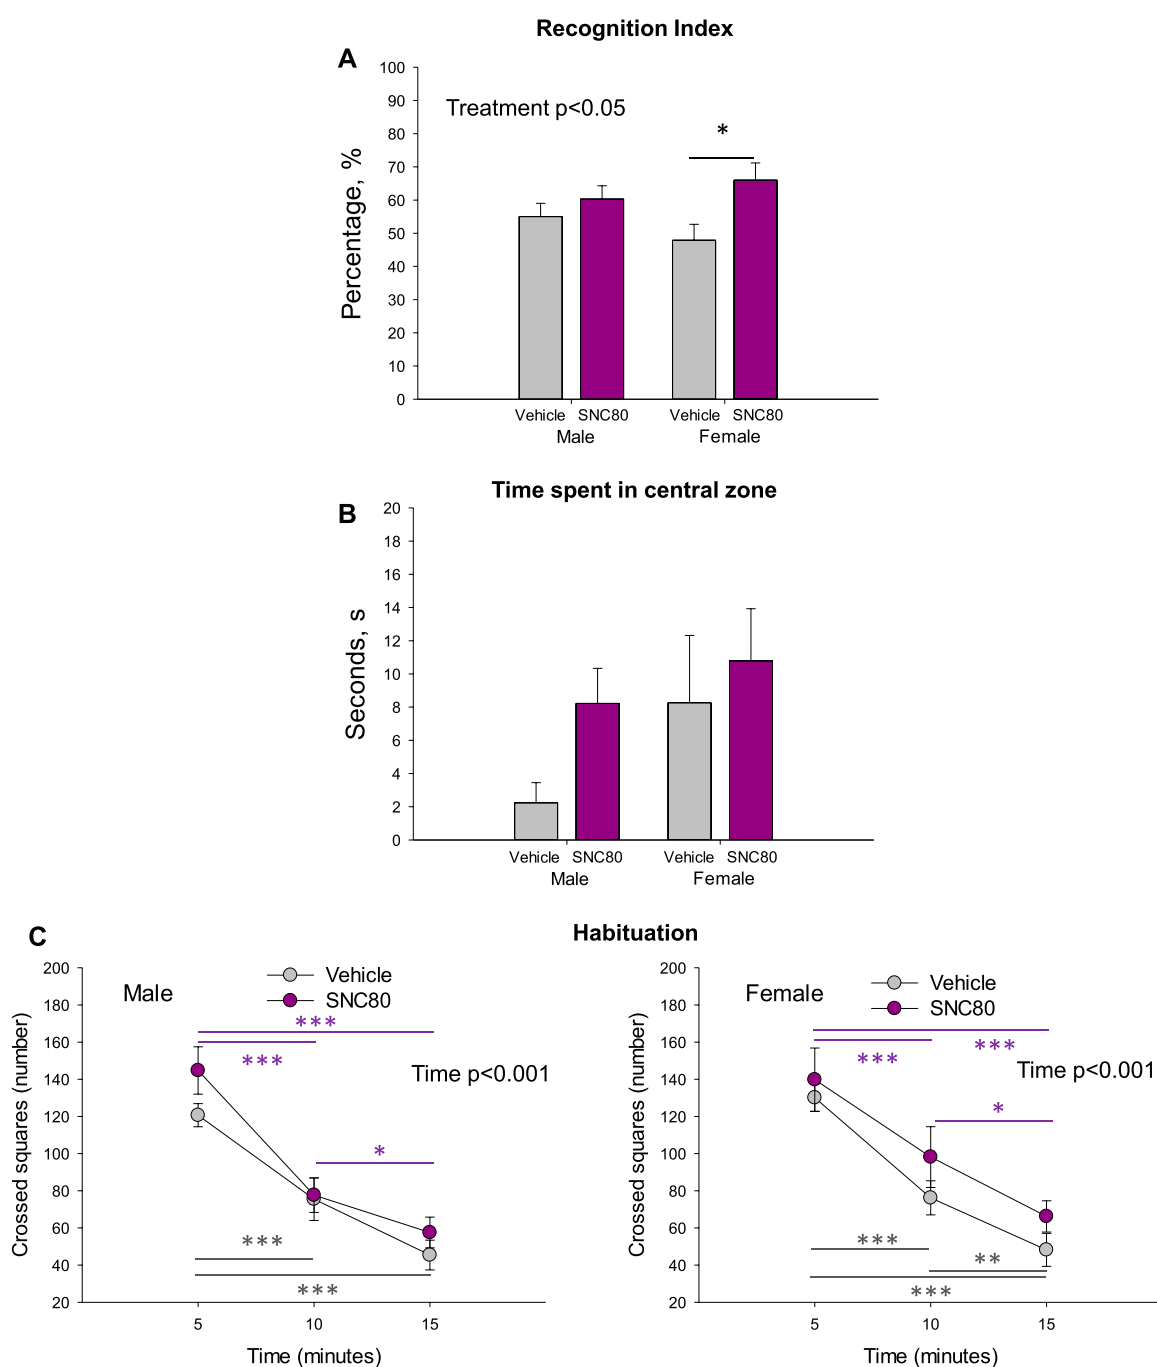 Recognition Index
A
100
90
80
70
60
50
40
30
20
10
0
Percentage, %
Treatment p<0.05
*
Vehicle SNC80 Vehicle SNC80
Male Female
Time spent in central zone
B
20
18
16
14
12
10
8
6
4
2
0
Seconds, s
Vehicle SNC80 Vehicle SNC80
Male Female
C
Habituation
200
180
160
140
120
100
80
60
40
20
Crossed squares (number)
Male
Vehicle
SNC80
***
***
Time p<0.001
*
***
***
5 10 15
Time (minutes)
200
180
160
140
120
100
80
60
40
20
Crossed squares (number)
Female
Vehicle
SNC80
***
***
Time p<0.001
*
***
**
***
5 10 15
Time (minutes)